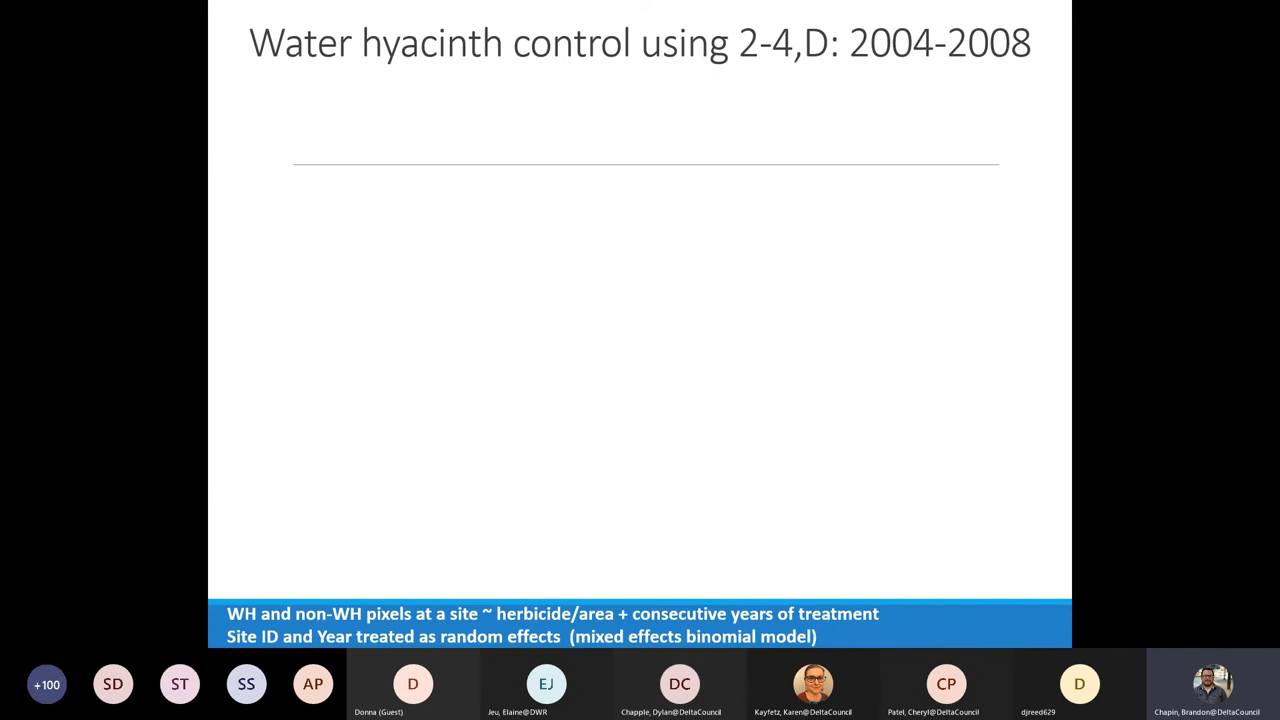 Water hyacinth control using 2-4,D: 2004-2008
WH and non-WH pixels at a site ~ herbicide/area + consecutive years of treatment
Site ID and Year treated as random effects (mixed effects binomial model)
+100
SD
ST
SS
AP
D
EJ
DC
CP
D
Donna (Guest)
Jeu, Elaine@DWR
Chapple, Dylan@DeltaCouncil
Kayfetz, Karen@DeltaCouncil
Patel, Cheryl@DeltaCouncil
djreed629
Chapin, Brandon@DeltaCouncil